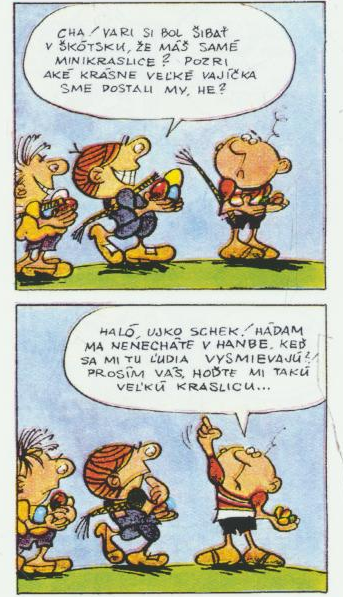 CHA! VARI SI BOL ŠIBAŤ
V ŠKÓTSKU, ŽE MÁŠ SAMÉ
MINIKRASLICE? POZRI
AKÉ KRÁSNE VEĽKÉ VAJÍČKA
SME DOSTALI MY, HE?
HALÓ, UJKO SCHEK! HÁDAM
MA NENECHÁTE V HANBE, KEĎ
SA MI TU ĽUDIA VYSMIEVAJÚ?!
PROSÍM VÁS, HOĎTE MI TAKÚ
VEĽKÚ KRASLICU...